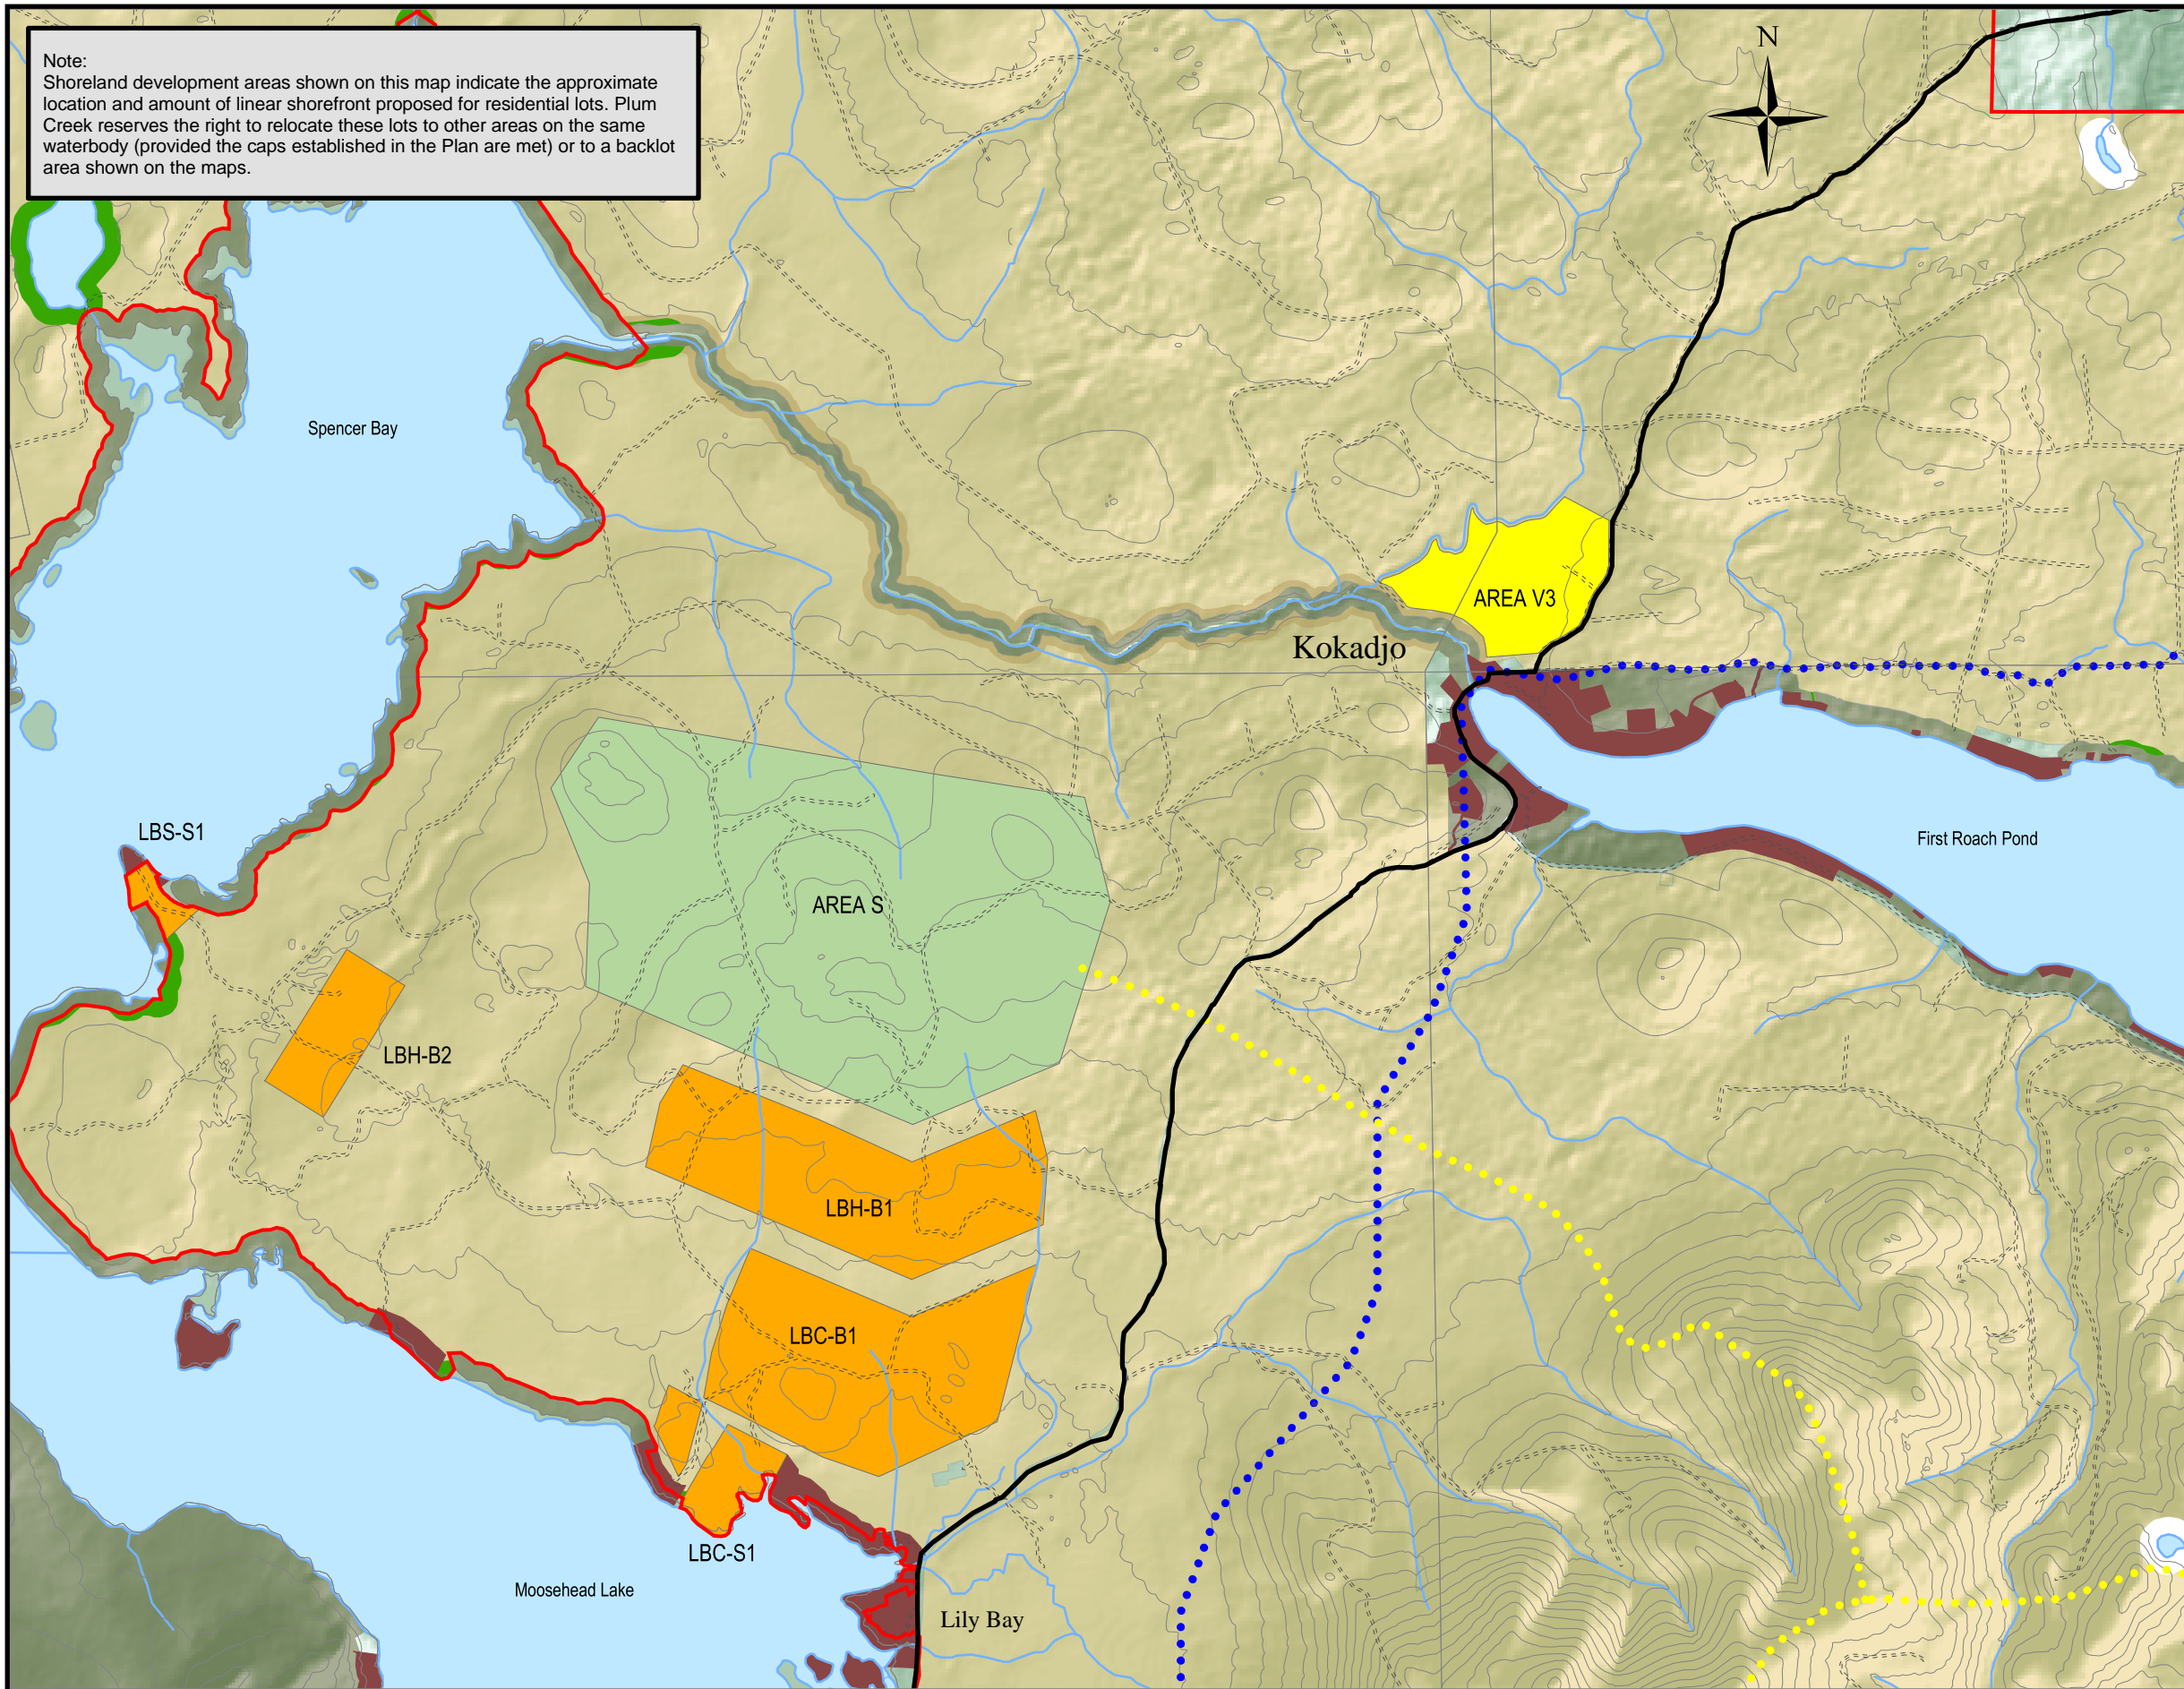 Note:
Shoreland development areas shown on this map indicate the approximate
location and amount of linear shorefront proposed for residential lots. Plum
Creek reserves the right to relocate these lots to other areas on the same
waterbody (provided the caps established in the Plan are met) or to a backlot
area shown on the maps.
N
Spencer Bay
AREA V3
Kokadjo
LBS-S1
First Roach Pond
AREA S
LBH-B2
LBH-B1
LBC-B1
LBC-S1
Moosehead Lake
Lily Bay